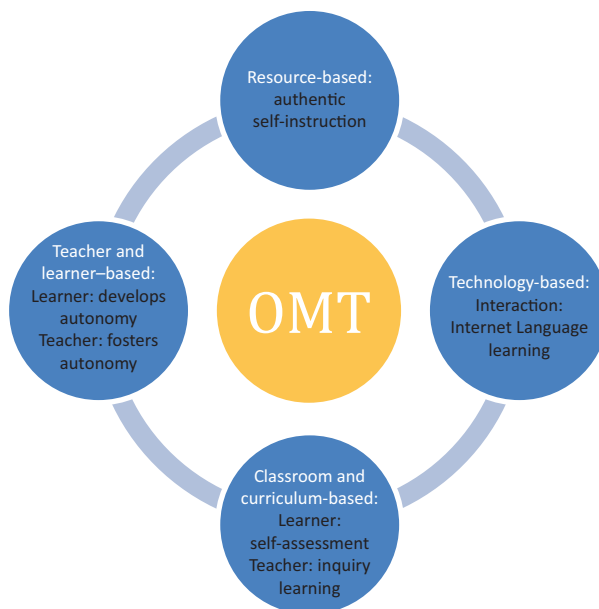 Resource-based:
authentic
self-instruction
Teacher and
learner–based:
Learner: develops
autonomy
Teacher: fosters
autonomy
OMT
Technology-based:
Interaction:
Internet Language
learning
Classroom and
curriculum-based:
Learner:
self-assessment
Teacher: inquiry
learning